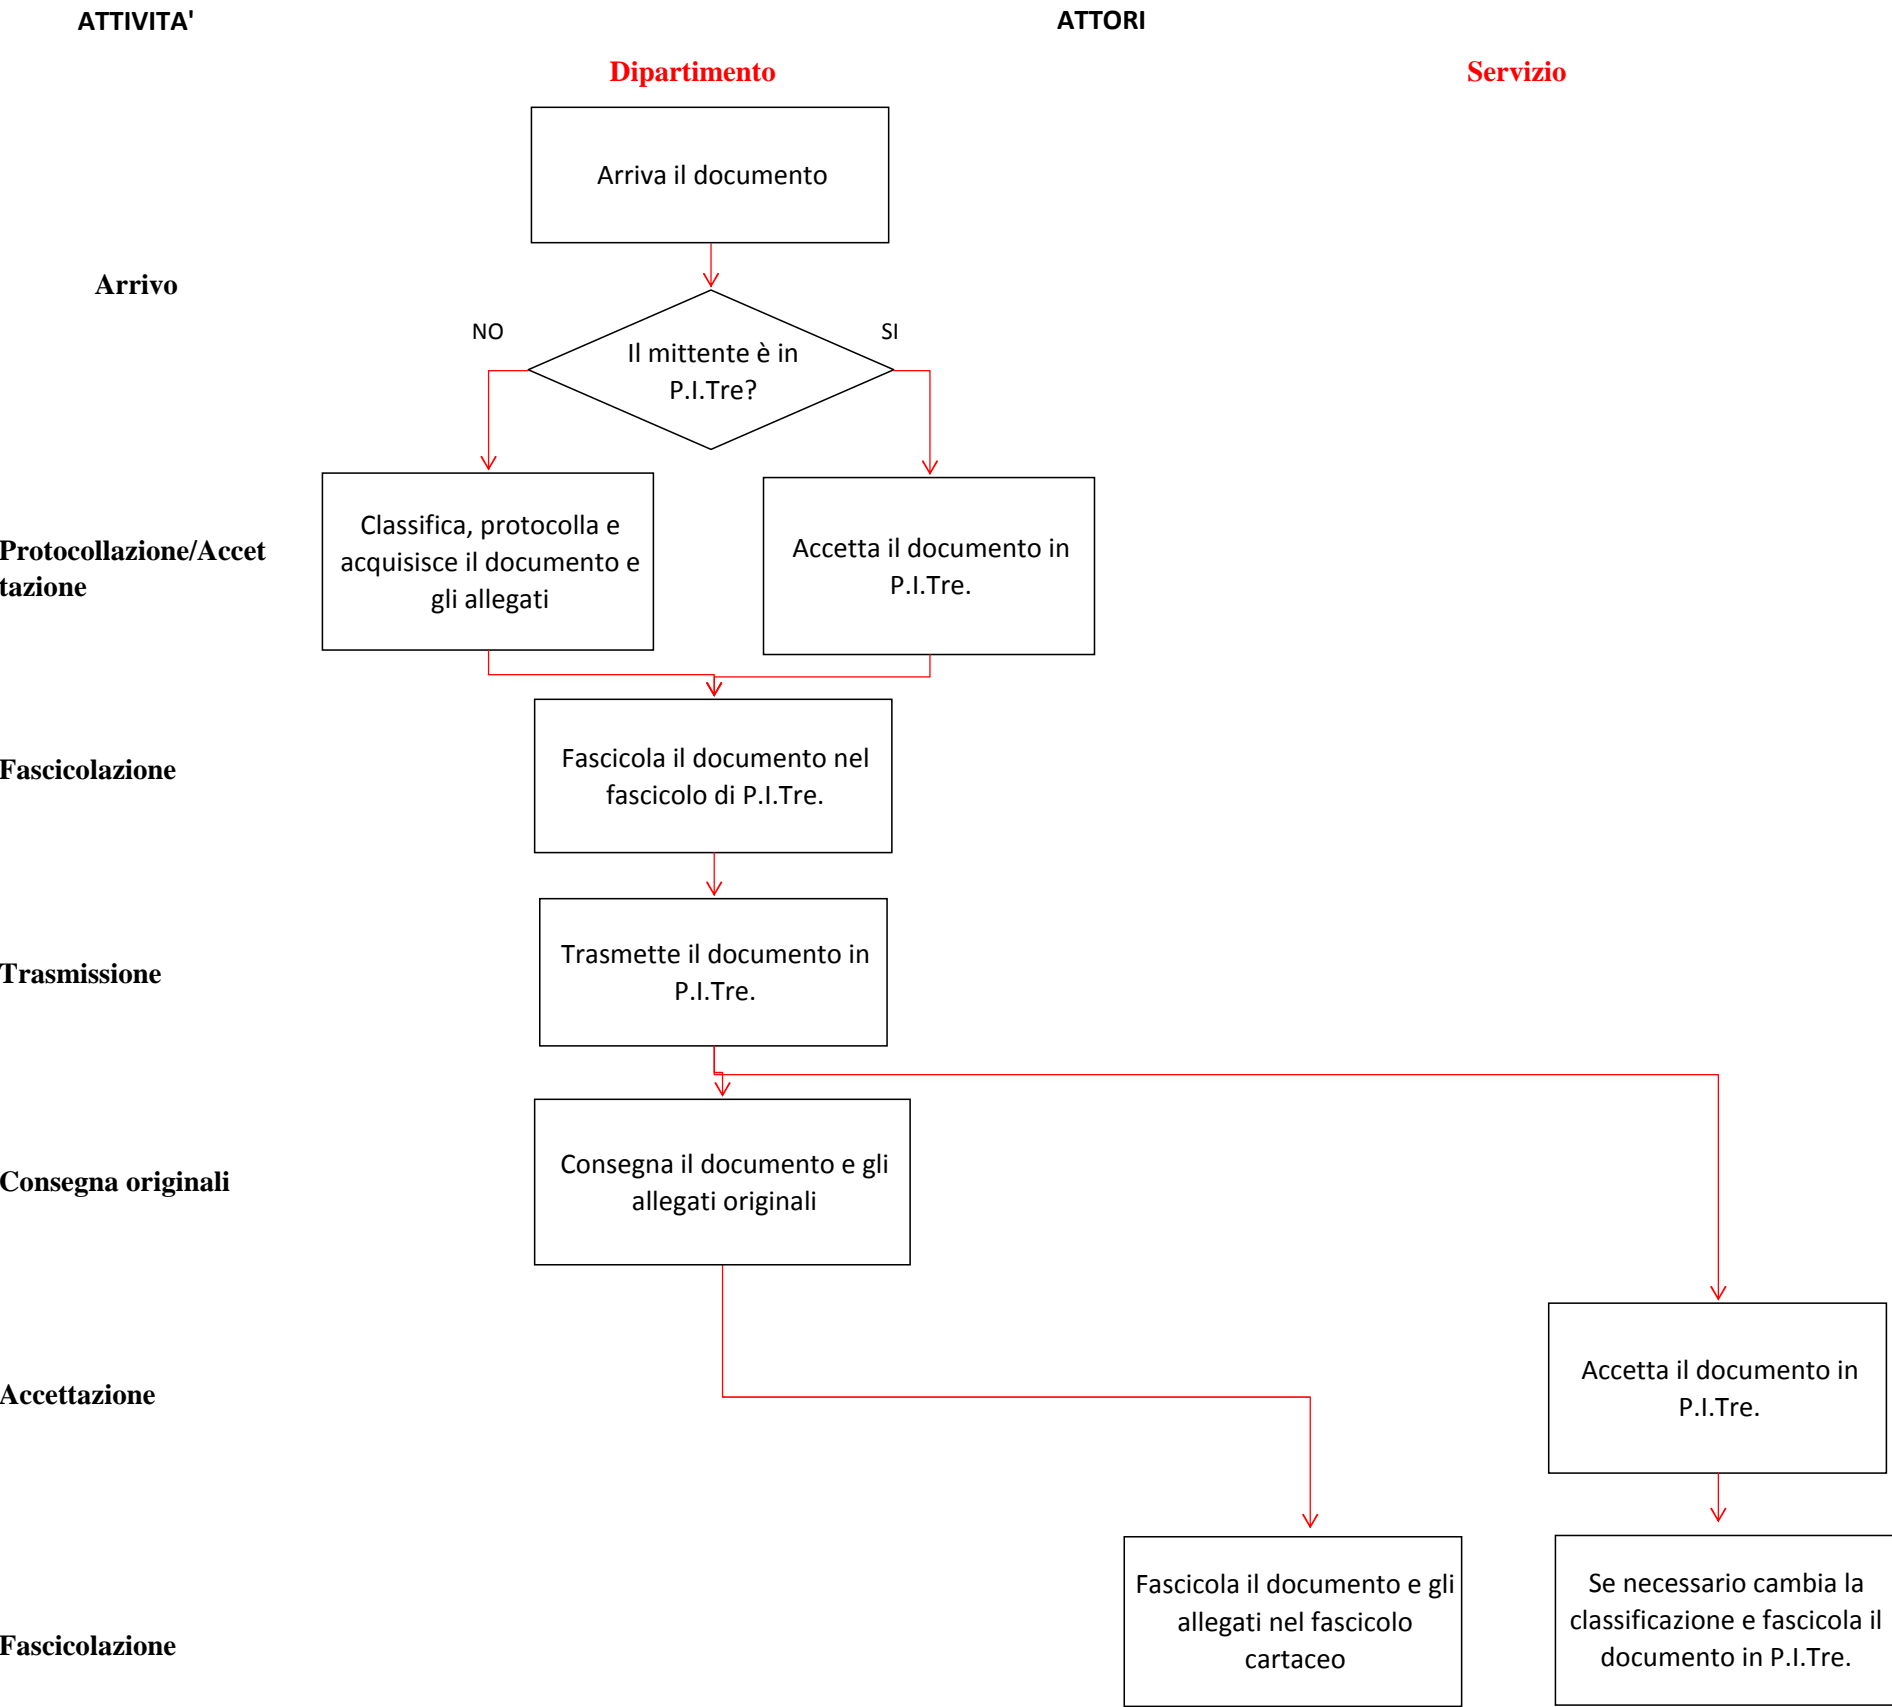 ATTIVITA'
ATTORI
Dipartimento
Servizio
Arriva il documento
Arrivo
NO
SI
Il mittente è in
P.I.Tre?
Protocollazione/Accet
tazione
Classifica, protocolla e
acquisisce il documento e
gli allegati
Accetta il documento in
P.I.Tre.
Fascicolazione
Fascicola il documento nel
fascicolo di P.I.Tre.
Trasmissione
Trasmette il documento in
P.I.Tre.
Consegna originali
Consegna il documento e gli
allegati originali
Accettazione
Accetta il documento in
P.I.Tre.
Fascicolazione
Fascicola il documento e gli
allegati nel fascicolo
cartaceo
Se necessario cambia la
classificazione e fascicola il
documento in P.I.Tre.